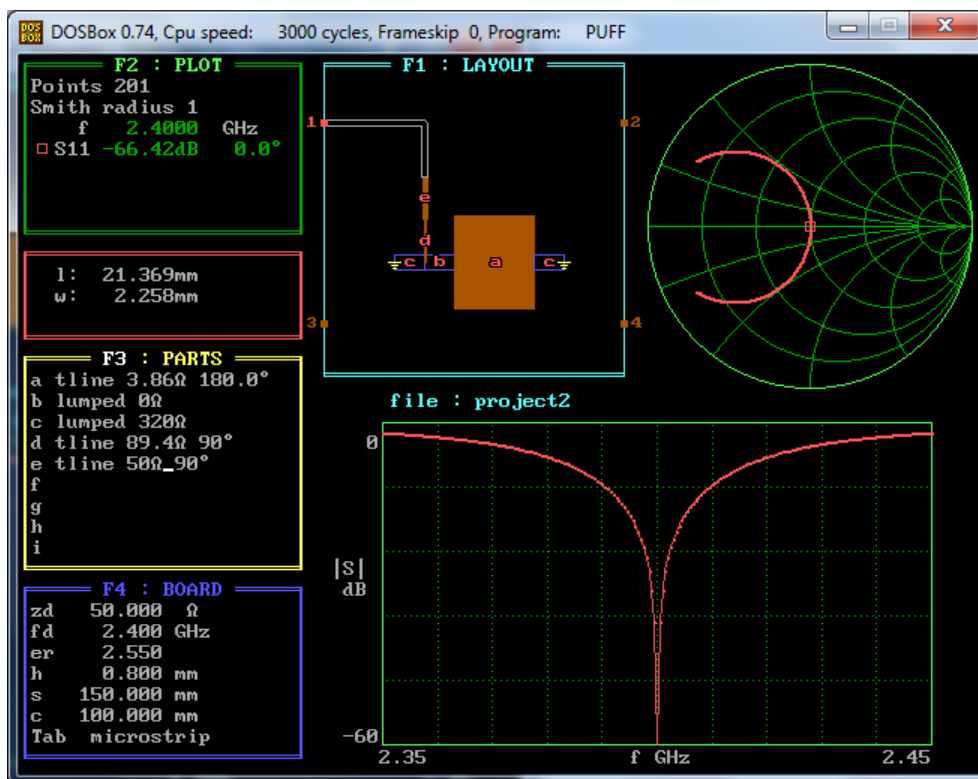 DOSBox 0.74, Cpu speed: 3000 cycles, Frameskip 0, Program: PUFF
F2 : PLOT
Points 201
Smith radius 1
f 2.4000 GHz
S11 -66.42dB 0.0°
l: 21.369mm
w: 2.258mm
F3 : PARTS
a tline 3.86Ω 180.0°
b lumped 0Ω
c lumped 320Ω
d tline 89.4Ω 90°
e tline 50Ω_90°
f
g
h
i
F4 : BOARD
zd 50.000 Ω
fd 2.400 GHz
er 2.550
h 0.800 mm
s 150.000 mm
c 100.000 mm
Tab microstrip
F1 : LAYOUT
1 2
e
d
c b a c
3 4
file : project2
0
|S|
dB
-60
2.35 f GHz 2.45